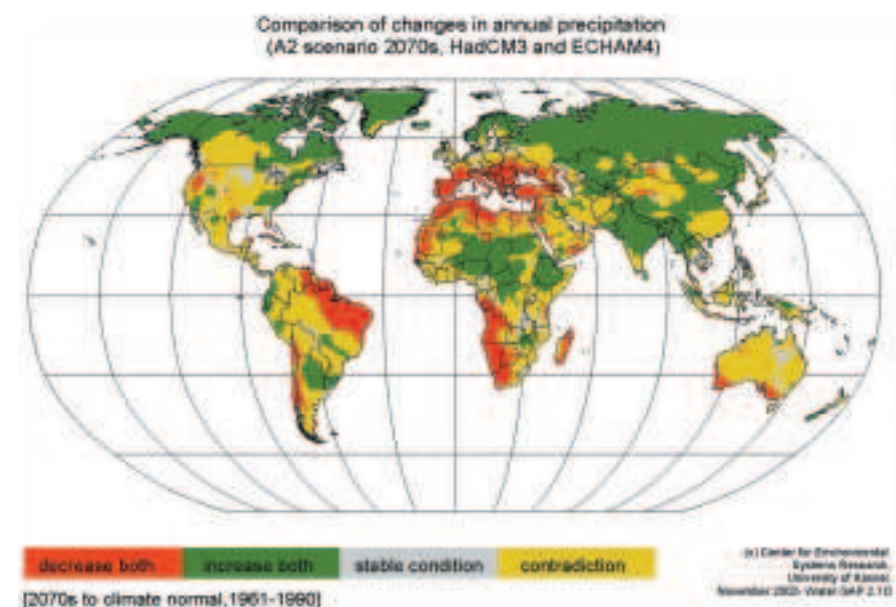 Comparison of changes in annual precipitation
(A2 scenario 2070s, HadCM3 and ECHAM4)
decrease both
increase both
stable condition
contradiction
[2070s to climate normal, 1961-1990]
(c) Center for Environmental
Systems Research,
University of Kassel